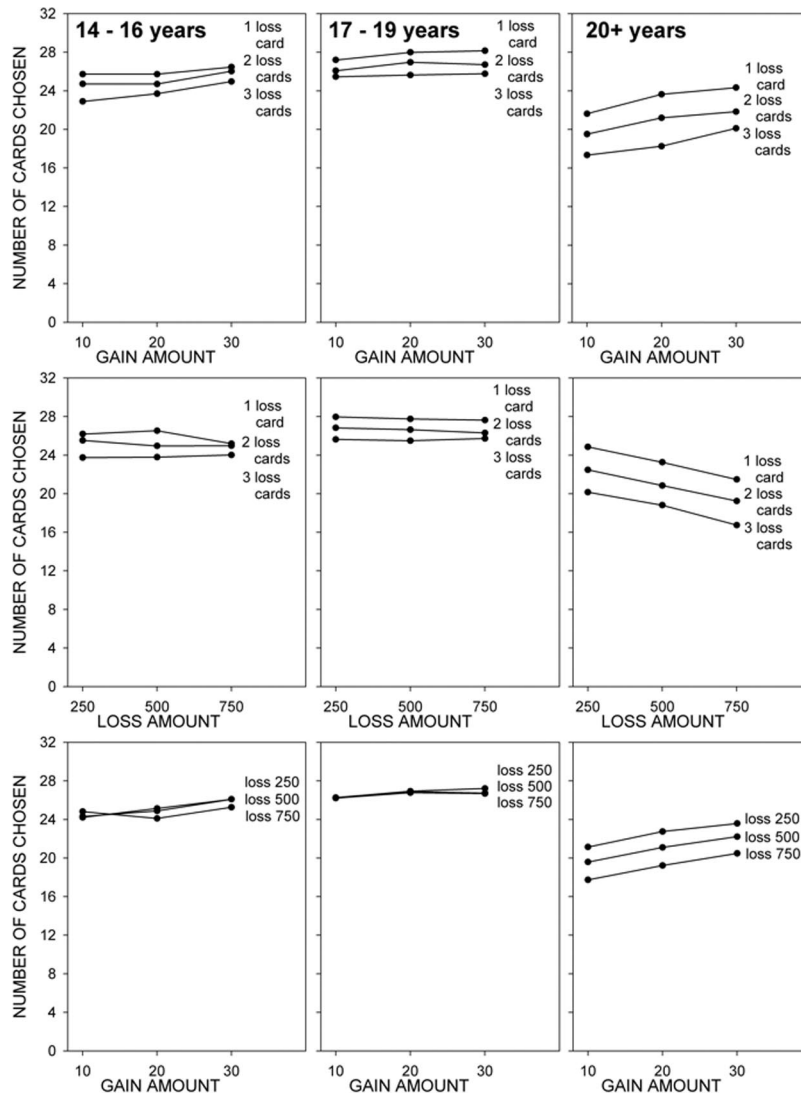 NUMBER OF CARDS CHOSEN
32
28
24
20
16
12
8
4
0
14 - 16 years
1 loss
card
2 loss
cards
3 loss
cards
10
20
30
GAIN AMOUNT
17 - 19 years
1 loss
card
2 loss
cards
3 loss
cards
10
20
30
GAIN AMOUNT
20+ years
1 loss
card
2 loss
cards
3 loss
cards
10
20
30
GAIN AMOUNT
NUMBER OF CARDS CHOSEN
32
28
24
20
16
12
8
4
0
1 loss
card
2 loss
cards
3 loss
cards
250
500
750
LOSS AMOUNT
1 loss
card
2 loss
cards
3 loss
cards
250
500
750
LOSS AMOUNT
1 loss
card
2 loss
cards
3 loss
cards
250
500
750
LOSS AMOUNT
NUMBER OF CARDS CHOSEN
32
28
24
20
16
12
8
4
0
loss 250
loss 500
loss 750
10
20
30
GAIN AMOUNT
loss 250
loss 500
loss 750
10
20
30
GAIN AMOUNT
loss 250
loss 500
loss 750
10
20
30
GAIN AMOUNT